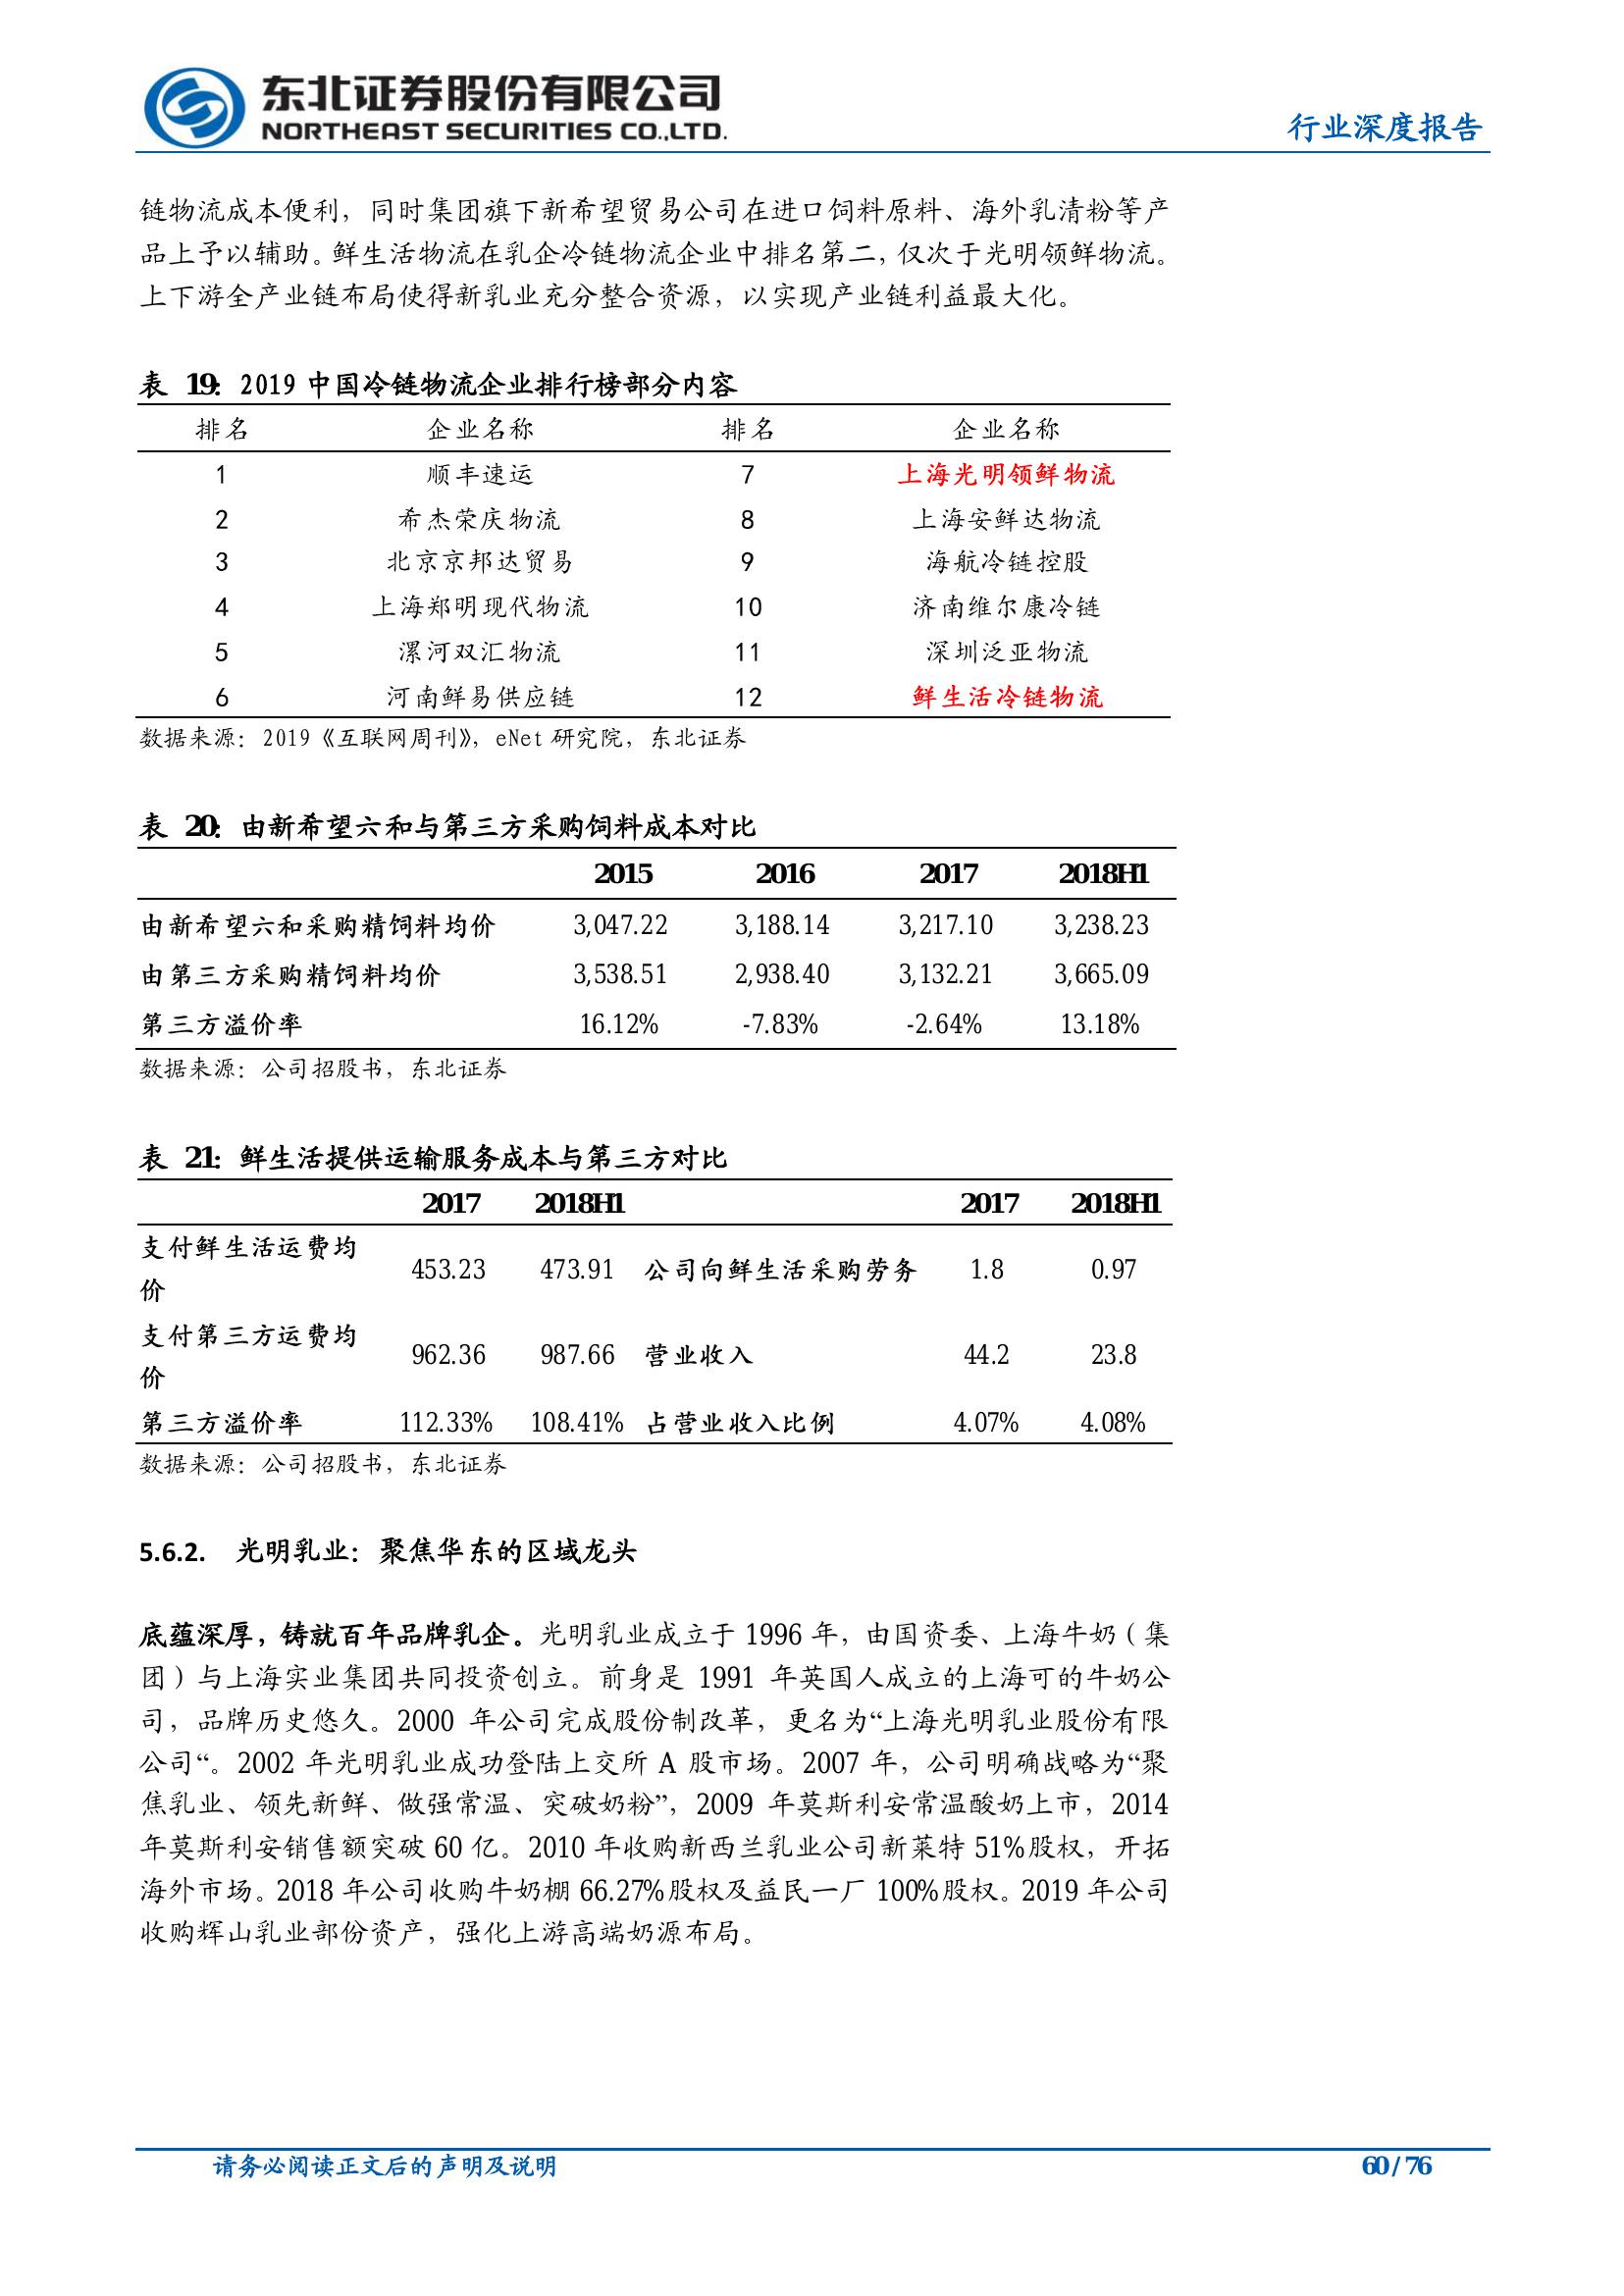 东北证券股份有限公司
NORTHEAST SECURITIES CO.,LTD.
行业深度报告
链物流成本便利，同时集团旗下新希望贸易公司在进口饲料原料、海外乳清粉等产
品上予以辅助。鲜生活物流在乳企冷链物流企业中排名第二，仅次于光明领鲜物流。
上下游全产业链布局使得新乳业充分整合资源，以实现产业链利益最大化。
表 19：2019 中国冷链物流企业排行榜部分内容
排名 企业名称 排名 企业名称
1 顺丰速运 7 上海光明领鲜物流
2 希杰荣庆物流 8 上海安鲜达物流
3 北京京邦达贸易 9 海航冷链控股
4 上海郑明现代物流 10 济南维尔康冷链
5 漯河双汇物流 11 深圳泛亚物流
6 河南鲜易供应链 12 鲜生活冷链物流
数据来源：2019《互联网周刊》，eNet 研究院，东北证券
表 20：由新希望六和与第三方采购饲料成本对比
2015 2016 2017 2018H1
由新希望六和采购精饲料均价 3,047.22 3,188.14 3,217.10 3,238.23
由第三方采购精饲料均价 3,538.51 2,938.40 3,132.21 3,665.09
第三方溢价率 16.12% -7.83% -2.64% 13.18%
数据来源：公司招股书，东北证券
表 21：鲜生活提供运输服务成本与第三方对比
2017 2018H1 2017 2018H1
支付鲜生活运费均
价 453.23 473.91 公司向鲜生活采购劳务 1.8 0.97
支付第三方运费均
价 962.36 987.66 营业收入 44.2 23.8
第三方溢价率 112.33% 108.41% 占营业收入比例 4.07% 4.08%
数据来源：公司招股书，东北证券
5.6.2. 光明乳业：聚焦华东的区域龙头
底蕴深厚，铸就百年品牌乳企。光明乳业成立于 1996 年，由国资委、上海牛奶（集
团）与上海实业集团共同投资创立。前身是 1991 年英国人成立的上海可的牛奶公
司，品牌历史悠久。2000 年公司完成股份制改革，更名为“上海光明乳业股份有限
公司“。2002 年光明乳业成功登陆上交所 A 股市场。2007 年，公司明确战略为“聚
焦乳业、领先新鲜、做强常温、突破奶粉”，2009 年莫斯利安常温酸奶上市，2014
年莫斯利安销售额突破 60 亿。2010 年收购新西兰乳业公司新莱特 51%股权，开拓
海外市场。2018 年公司收购牛奶棚 66.27%股权及益民一厂 100%股权。2019 年公司
收购辉山乳业部份资产，强化上游高端奶源布局。
请务必阅读正文后的声明及说明
60 / 76